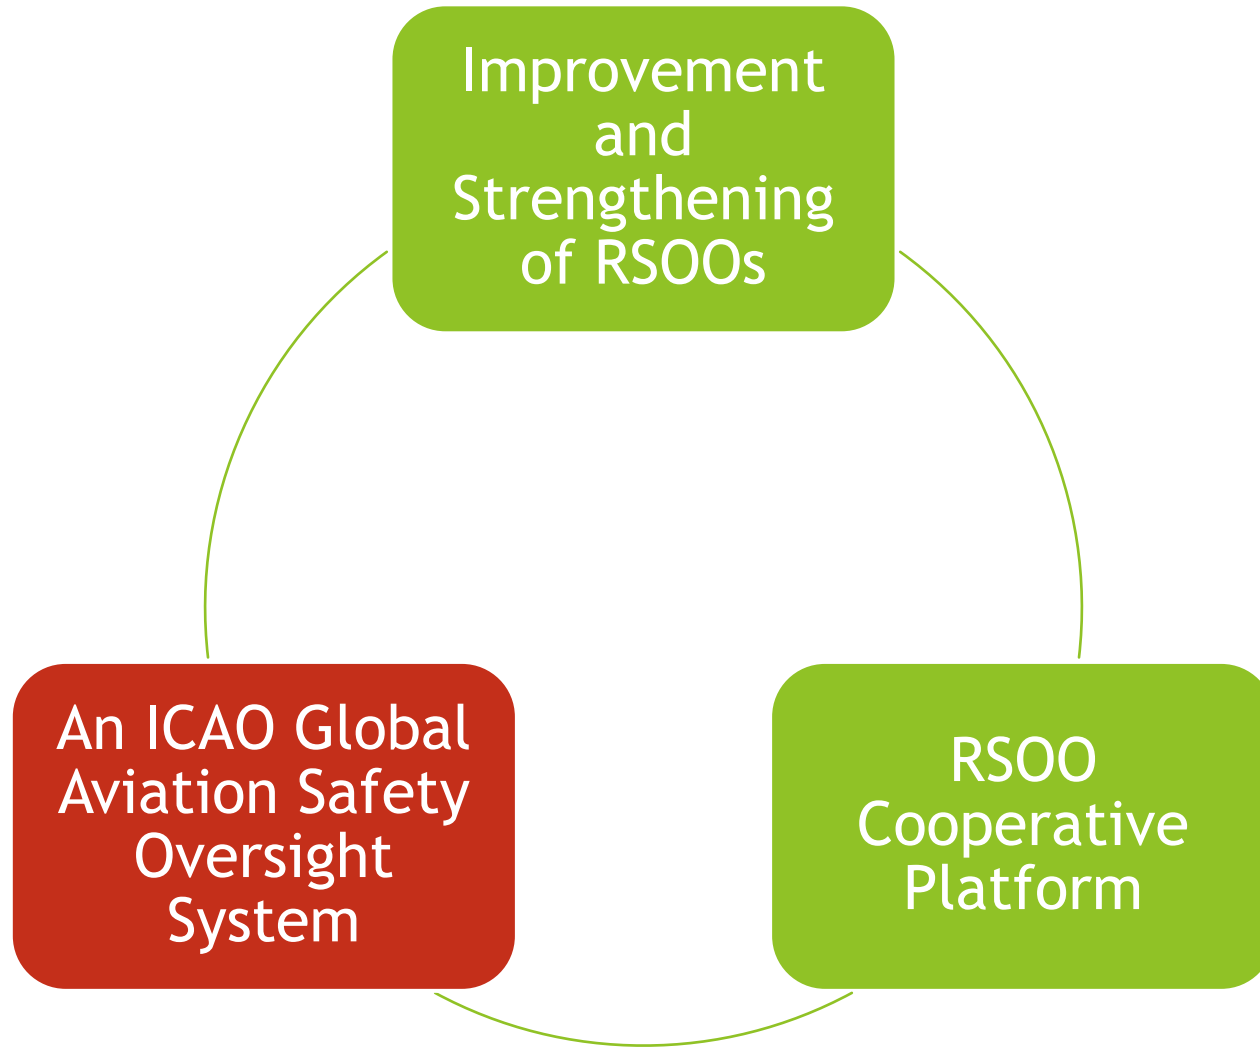 Improvement
and
Strengthening
of RSOOs
An ICAO Global
Aviation Safety
Oversight
System
RSOO
Cooperative
Platform